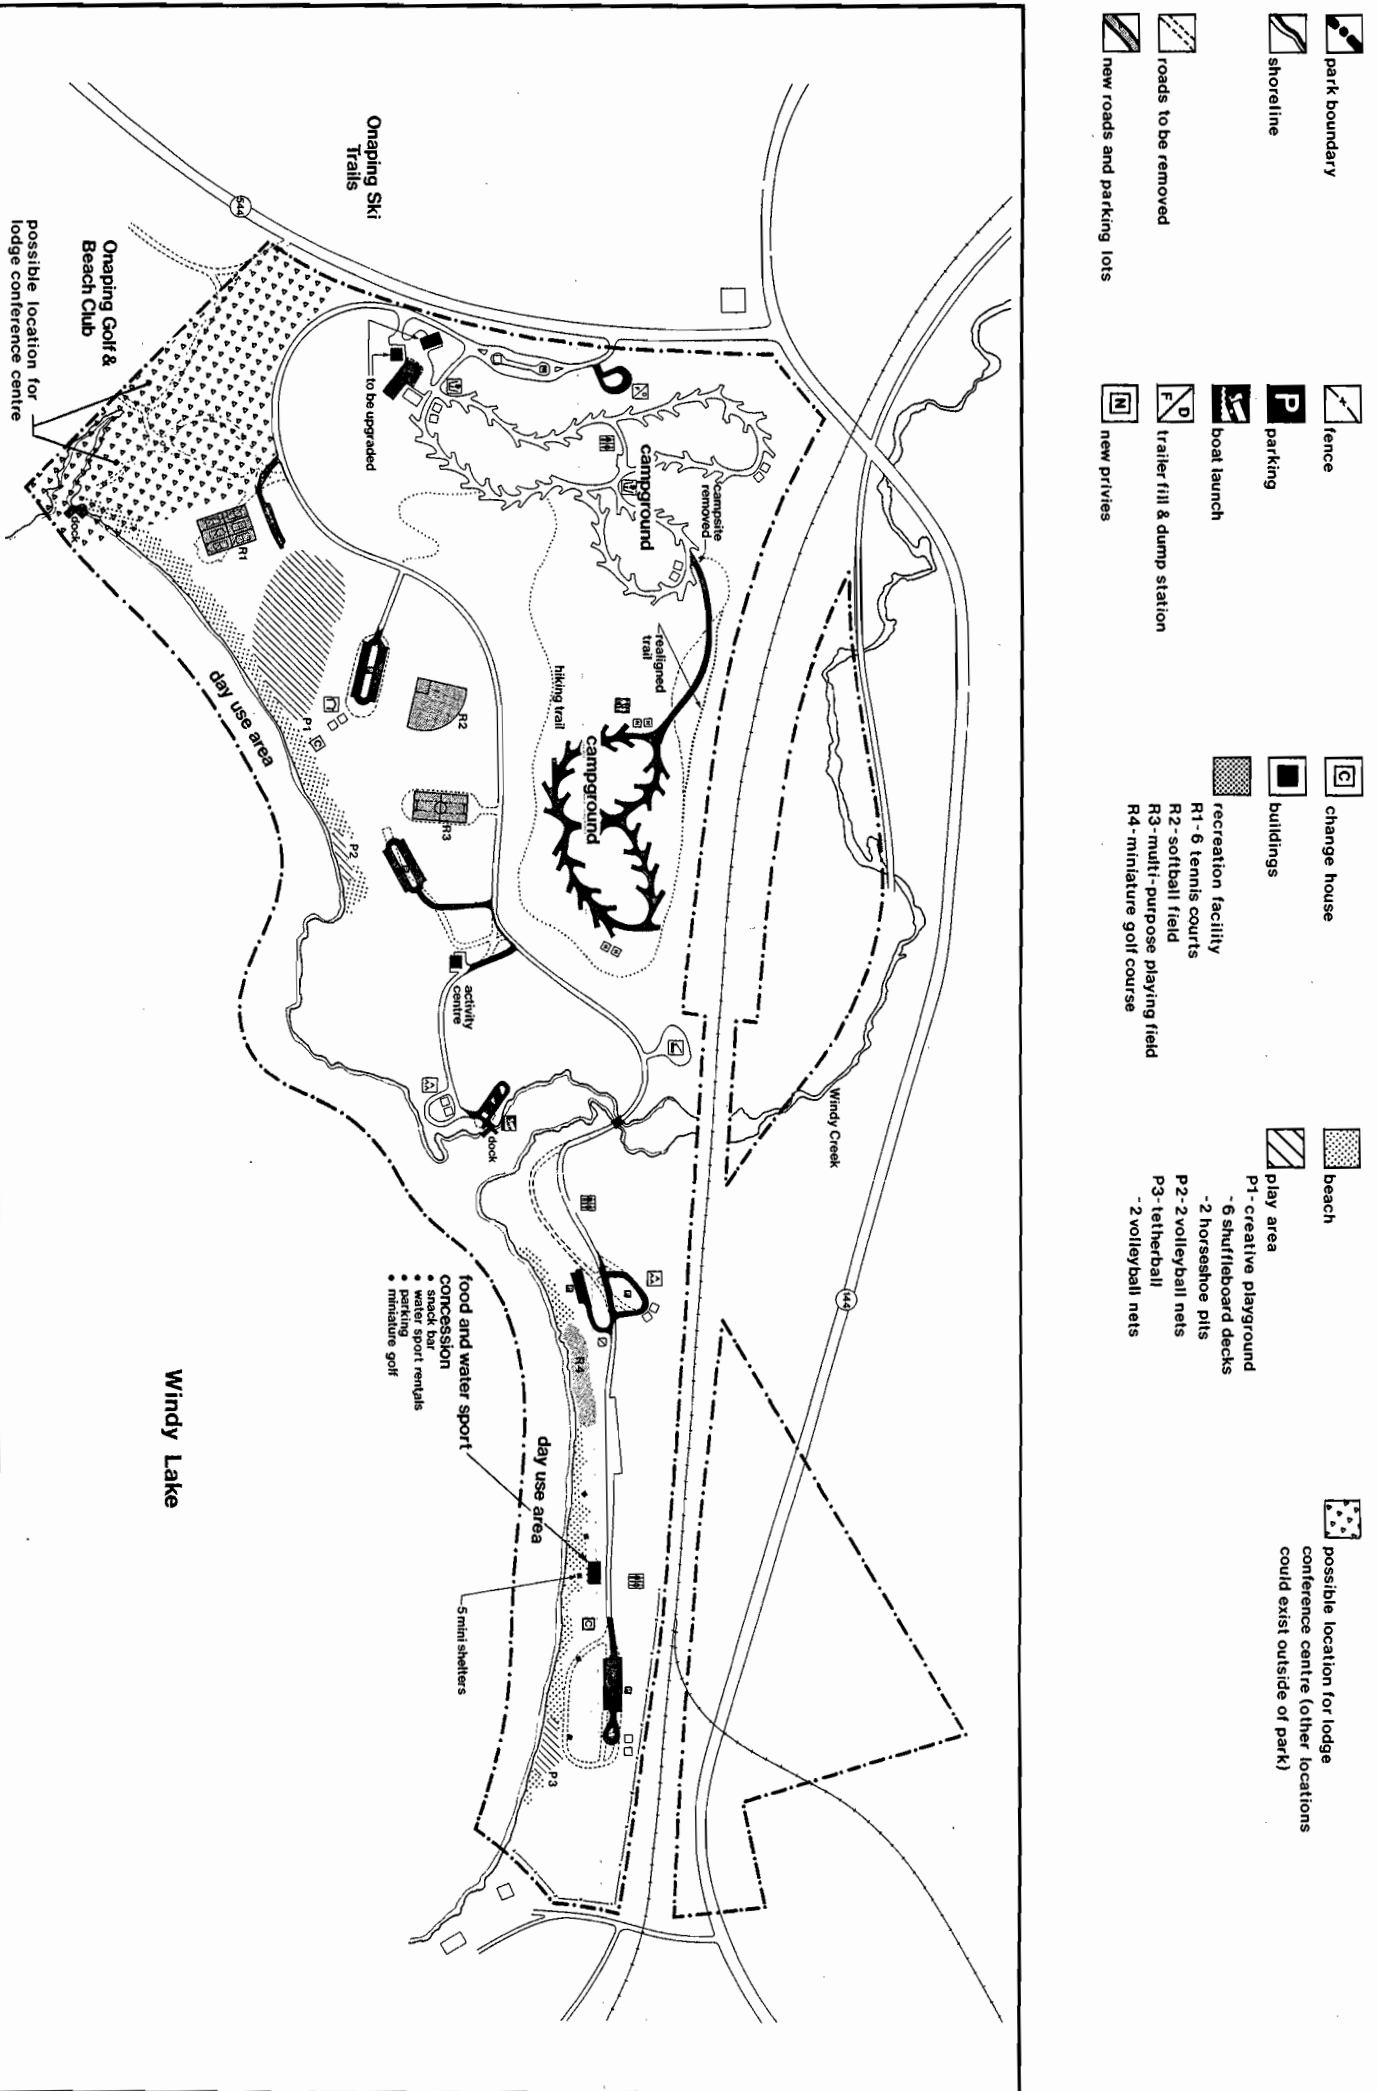 park boundary
shoreline
roads to be removed
new roads and parking lots
fence
P
parking
boat launch
D
F
trailer fill & dump station
N
new privies
C
change house
buildings
recreation facility
R1-6 tennis courts
R2-softball field
R3-multi-purpose playing field
R4-miniature golf course
beach
play area
P1-creative playground
-6 shuffleboard decks
-2 horseshoe pits
P2-2 volleyball nets
P3-tetherball
-2 volleyball nets
possible location for lodge
conference centre (other locations
could exist outside of park)
144
Windy Creek
campsite
removed
realigned
trail
campground
campground
hiking trail
Onaping Ski
Trails
544
to be upgraded
Onaping Golf &
Beach Club
possible location for
lodge conference centre
dock
R1
R2
R3
P1
C
P2
day use area
activity
centre
dock
R4
food and water sport
concession
• snack bar
• water sport rentals
• parking
• miniature golf
day use area
5 mini shelters
C
P3
Windy Lake